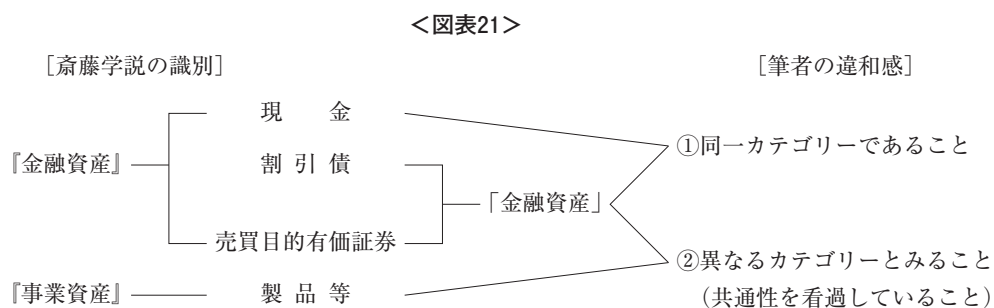 ＜図表21＞
［斎藤学説の識別］
［筆者の違和感］
現　　金
①同一カテゴリーであること
『金融資産』
割 引 債
「金融資産」
売買目的有価証券
②異なるカテゴリーとみること
『事業資産』
製 品 等
（共通性を看過していること）